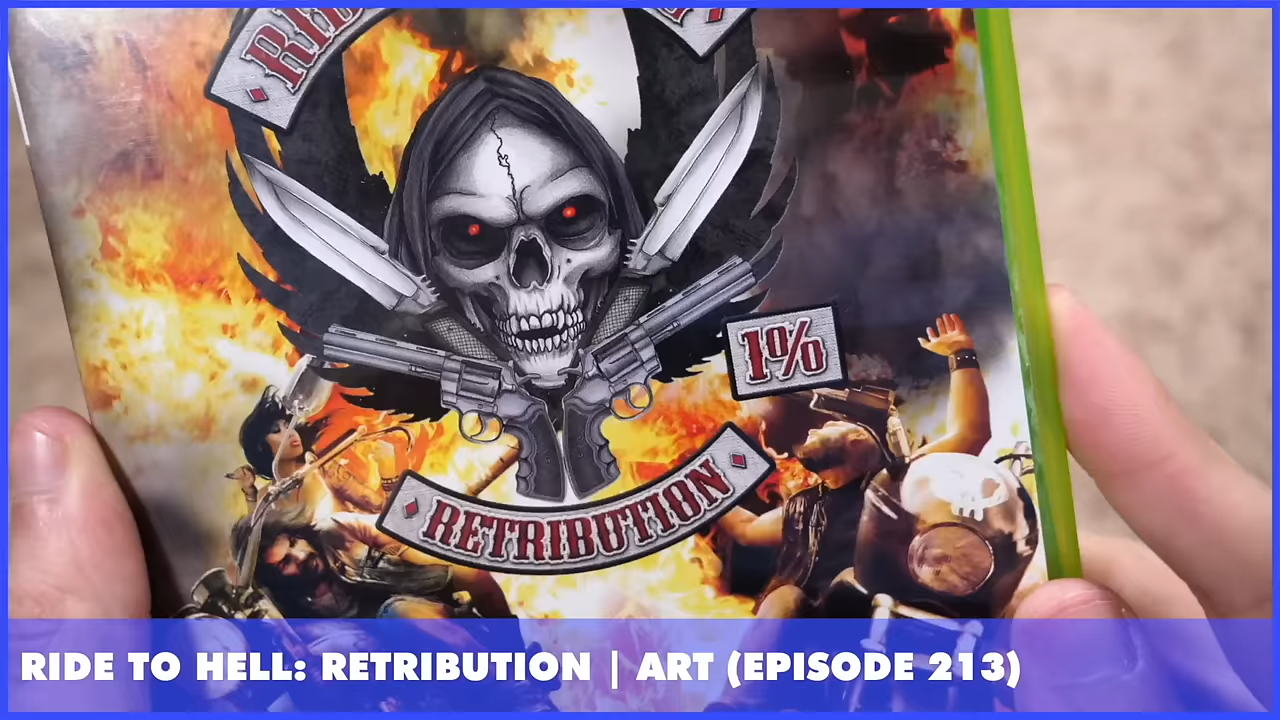 1%
RETRIBUTION
RIDE TO HELL: RETRIBUTION | ART (EPISODE 213)